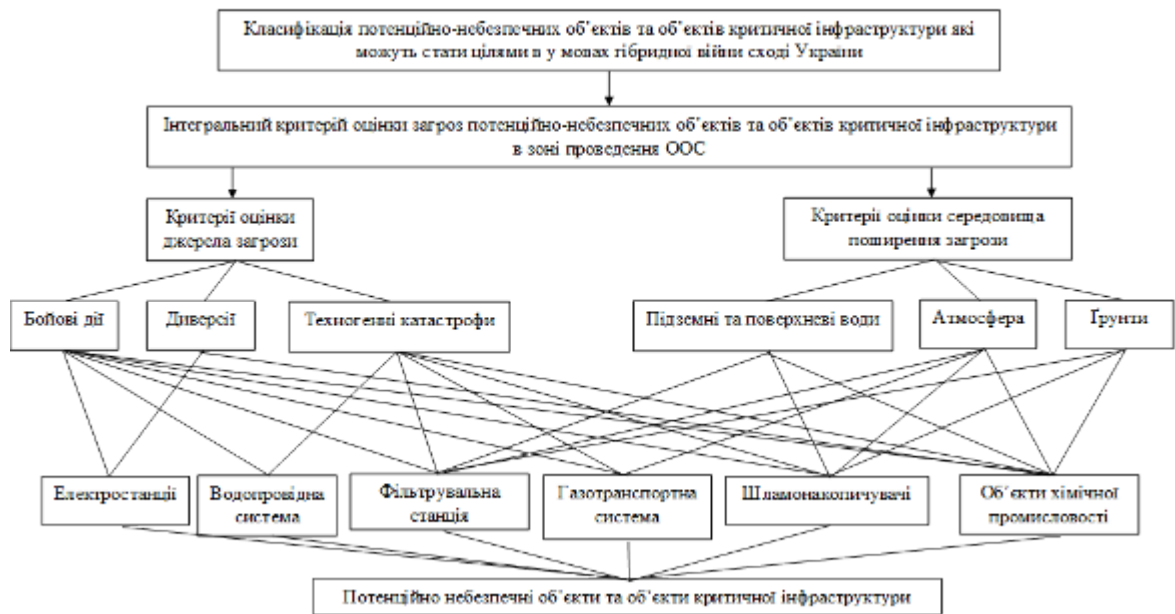 Класифікація потенційно-небезпечних об’єктів та об’єктів критичної інфраструктури які
можуть стати цілями в у мовах гібридної війни сході України
Інтегральний критерій оцінки загроз потенційно-небезпечних об’єктів та об’єктів критичної інфраструктури
в зоні проведення ООС
Критерії оцінки
джерела загрози
Критерії оцінки середовища
поширення загрози
Бойові дії
Диверсії
Техногенні катастрофи
Підземні та поверхневі води
Атмосфера
Ґрунти
Електростанції
Водопровідна
система
Фільтрувальна
станція
Газотранспортна
система
Шламонакопичувачі
Об’єкти хімічної
промисловості
Потенційно небезпечні об’єкти та об’єкти критичної інфраструктури